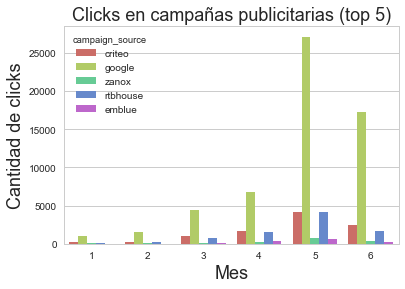 Clicks en campañas publicitarias (top 5)
Cantidad de clicks
25000
20000
15000
10000
5000
0
campaign_source
criteo
google
zanox
rtbhouse
emblue
1 2 3 4 5 6
Mes